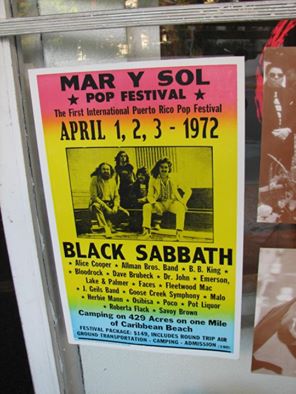 MAR Y SOL
★ POP FESTIVAL ★
The First International Puerto Rico Pop Festival
APRIL 1, 2, 3 - 1972
BLACK SABBATH
★ Alice Cooper ★ Allman Bros. Band ★ B. B. King ★
Bloodrock ★ Dave Brubeck ★ Dr. John ★ Emerson,
Lake & Palmer ★ Faces ★ Fleetwood Mac
★ J. Geils Band ★ Goose Creek Symphony ★ Malo
★ Herbie Mann ★ Osibisa ★ Poco ★ Pot Liquor
★ Roberta Flack ★ Savoy Brown
Camping on 429 Acres on one Mile
of Caribbean Beach
FESTIVAL PACKAGE: $149, INCLUDES ROUND TRIP AIR
GROUND TRANSPORTATION - CAMPING - ADMISSION